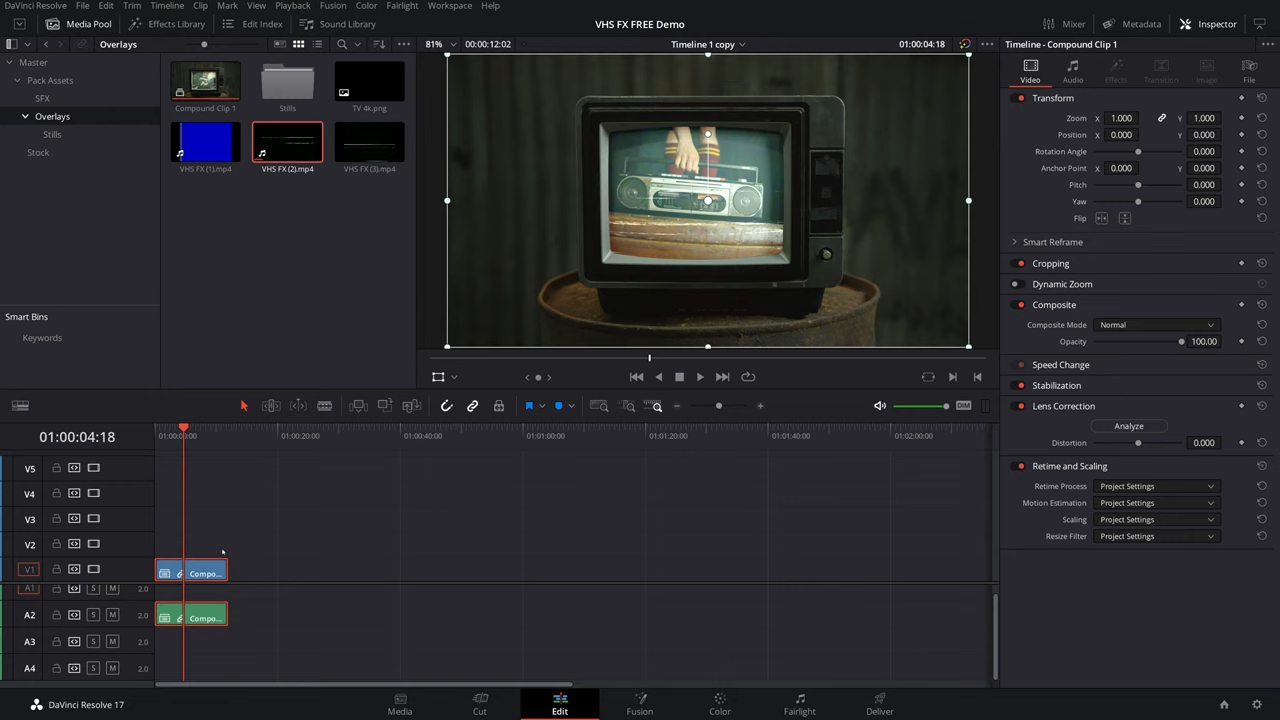 DaVinci Resolve File Edit Trim Timeline Clip Mark View Playback Fusion Color Fairlight Workspace Help
Media Pool Effects Library Edit Index Sound Library VHS FX FREE Demo Mixer Metadata Inspector
Overlays 81% 00:00:12:02 Timeline 1 copy 01:00:04:18 Timeline - Compound Clip 1
Master
Pack Assets
SFX
Overlays
Stills
Stock
Compound Clip 1 Stills TV 4k.png
VHS FX (1).mp4 VHS FX (2).mp4 VHS FX (3).mp4
Smart Bins
Keywords
Video Audio Effects Transition Image File
Transform
Zoom X 1.000 Y 1.000
Position X 0.000 Y 0.000
Rotation Angle 0.000
Anchor Point X 0.000 Y 0.000
Pitch 0.000
Yaw 0.000
Flip
Smart Reframe
Cropping
Dynamic Zoom
Composite
Composite Mode Normal
Opacity 100.00
Speed Change
Stabilization
Lens Correction
Analyze
Distortion 0.000
Retime and Scaling
Retime Process Project Settings
Motion Estimation Project Settings
Scaling Project Settings
Resize Filter Project Settings
DIM
01:00:04:18 01:00:00:00 01:00:20:00 01:00:40:00 01:01:00:00 01:01:20:00 01:01:40:00 01:02:00:00
V5
V4
V3
V2
V1 Compo...
A1 S M 2.0
A2 S M 2.0 Compo...
A3 S M 2.0
A4 S M 2.0
DaVinci Resolve 17 Media Cut Edit Fusion Color Fairlight Deliver